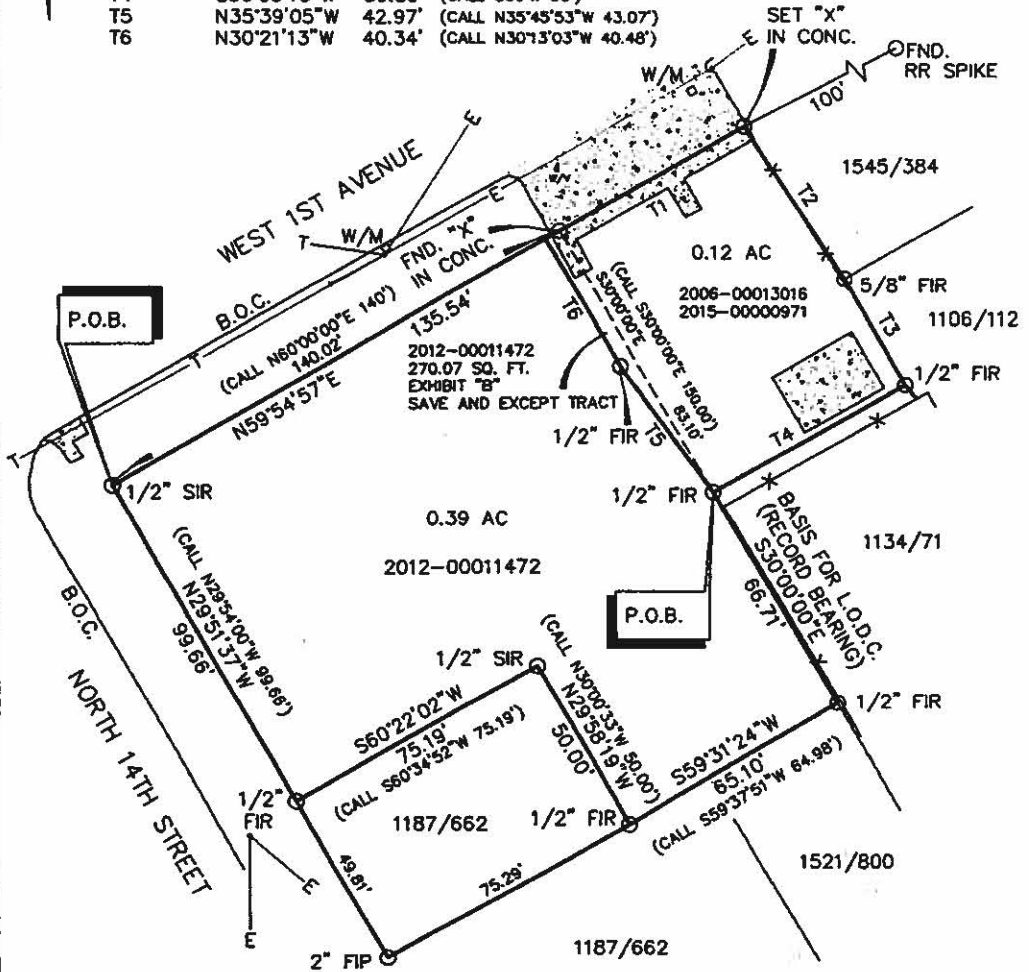 T5 N35°39'05"W 42.97' (CALL N35°45'53"W 43.07')
T6 N30°21'13"W 40.34' (CALL N30°13'03"W 40.48')
SET "X"
IN CONC.
E
FND.
RR SPIKE
W/M
100'
WEST 1ST AVENUE
E
E
T
W/M
FND. "X"
IN CONC.
T1
T2
1545/384
0.12 AC
2006-00013016
2015-00000971
5/8" FIR
T3
1106/112
1/2" FIR
P.O.B.
B.O.C.
T
(CALL N60°00'00"E 140')
140.02'
135.54'
N59°54'57"E
T6
(CALL S30°00'00"E 150.00')
S30°00'00"E
83.10'
2012-00011472
270.07 SQ. FT.
EXHIBIT "B"
SAVE AND EXCEPT TRACT
1/2" FIR
T5
T4
T
1/2" SIR
1/2" FIR
0.39 AC
2012-00011472
1134/71
BASIS FOR L.O.D.C.
(RECORD BEARING)
S30°00'00"E
66.71'
P.O.B.
B.O.C.
(CALL N29°54'00"W 99.66')
N29°51'37"W
99.66'
1/2" SIR
(CALL N30°00'33"W 50.00')
N29°58'19"W
50.00'
1/2" FIR
NORTH 14TH STREET
S60°22'02"W
75.19'
(CALL S60°34'52"W 75.19')
S59°31'24"W
65.10'
(CALL S59°37'51"W 64.98')
1/2"
FIR
1187/662
1/2" FIR
1521/800
E
E
49.81'
75.29'
2" FIP
1187/662